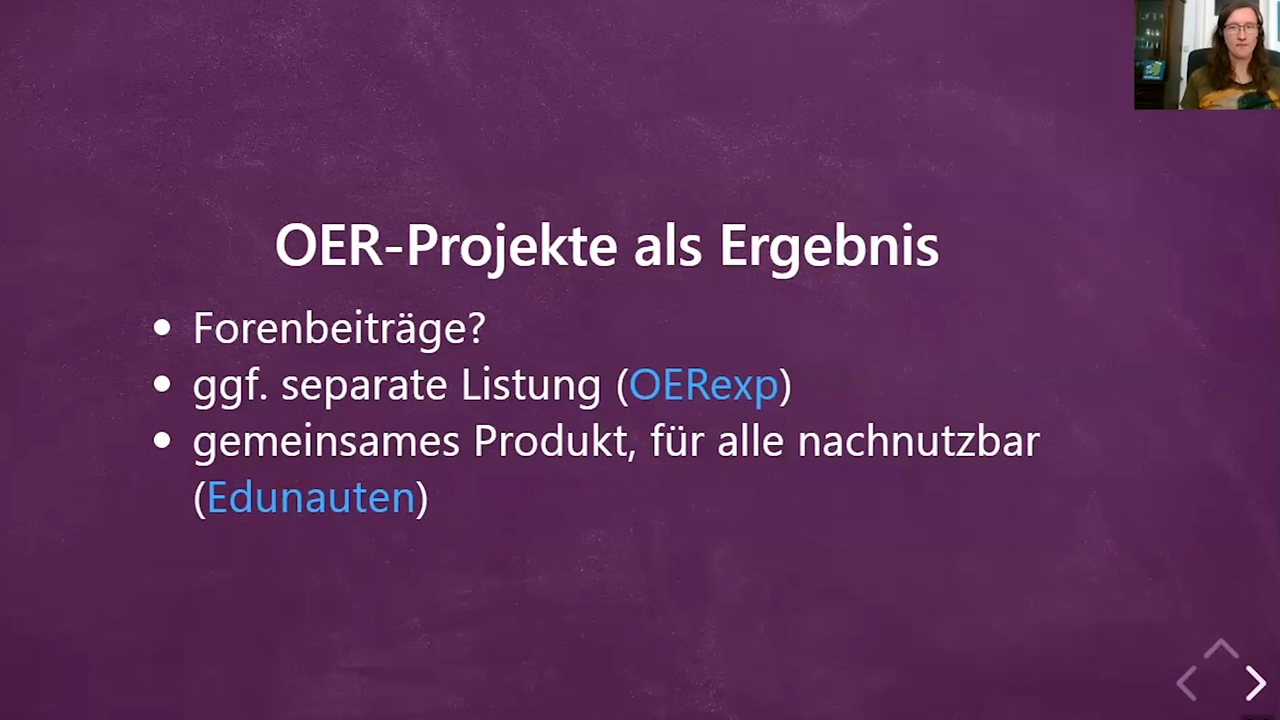 OER-Projekte als Ergebnis
• Forenbeiträge?
• ggf. separate Listung (OERexp)
• gemeinsames Produkt, für alle nachnutzbar
(Edunauten)